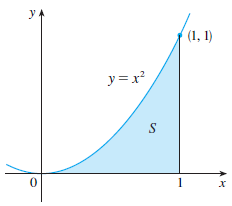 y
(1, 1)
y = x²
S
0
1
x